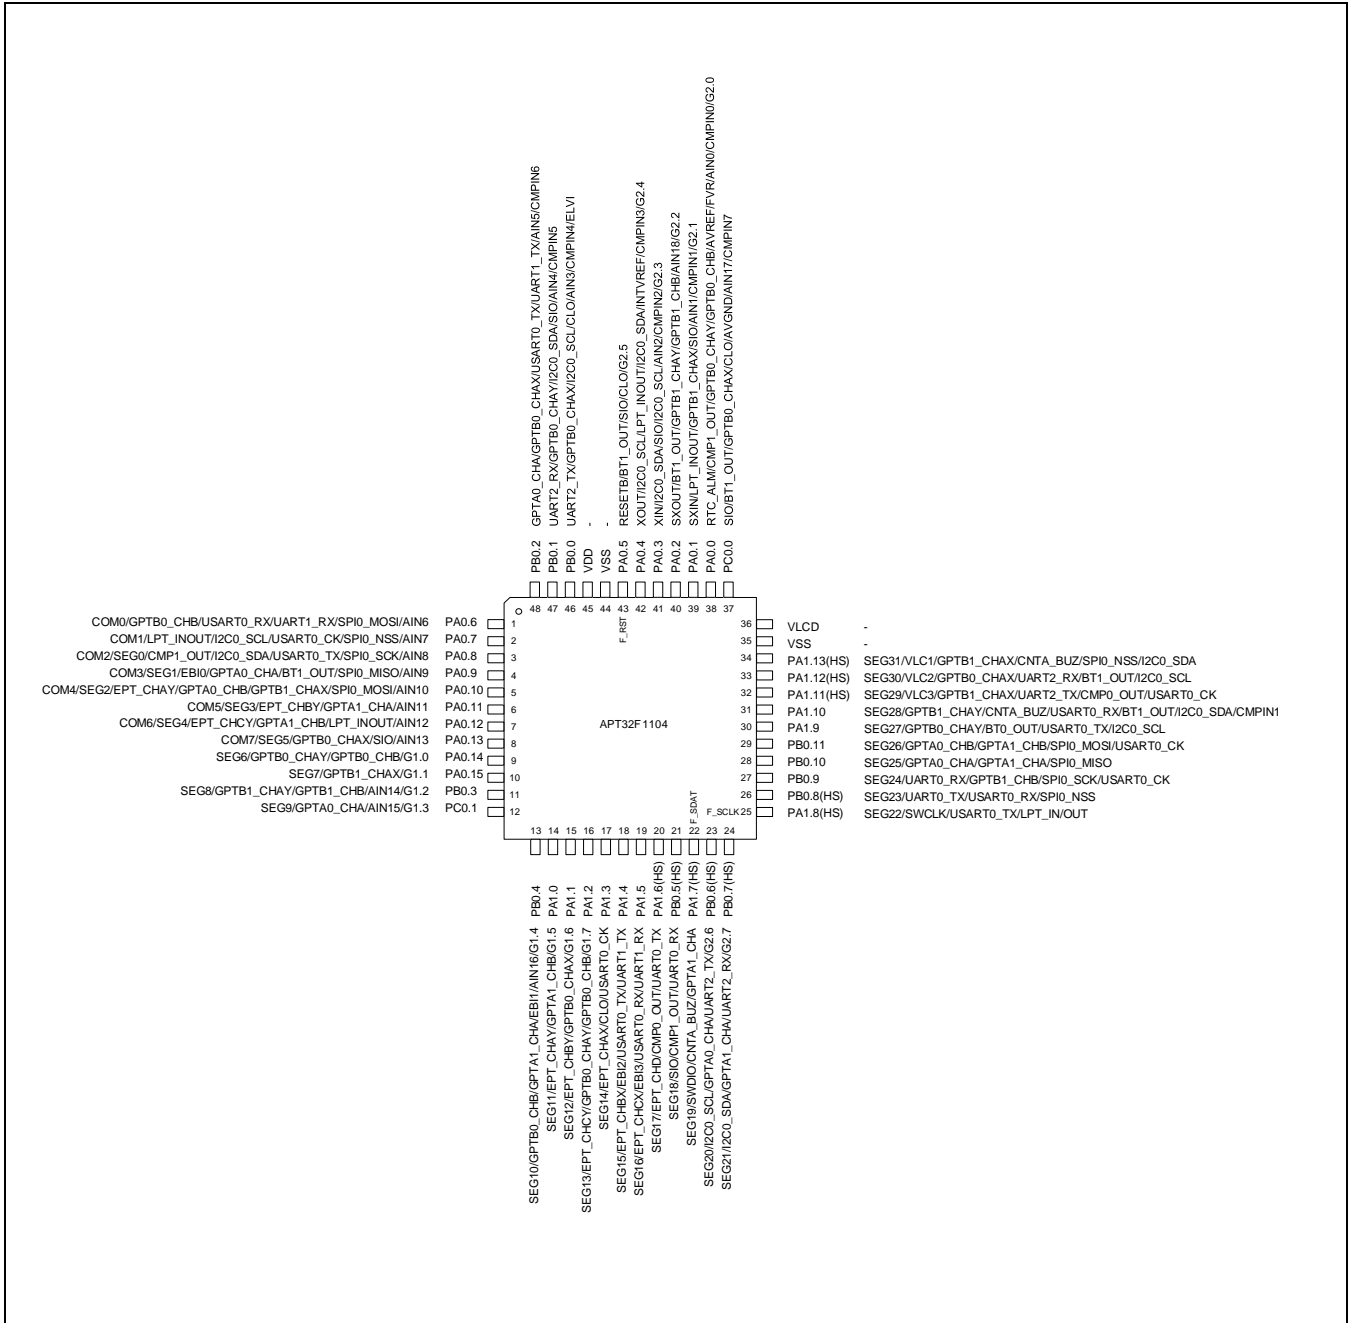 GPTA0_CHA/GPTB0_CHAX/USART0_TX/UART1_TX/AIN5/CMPIN6
UART2_RX/GPTB0_CHAY/I2C0_SDA/SIO/AIN4/CMPIN5
UART2_TX/GPTB0_CHAX/I2C0_SCL/CLO/AIN3/CMPIN4/ELVI
-
-
RESETB/BT1_OUT/SIO/CLO/G2.5
XOUT/I2C0_SCL/LPT_INOUT/I2C0_SDA/INTVREF/CMPIN3/G2.4
XIN/I2C0_SDA/SIO/I2C0_SCL/AIN2/CMPIN2/G2.3
SXOUT/BT1_OUT/GPTB1_CHAY/GPTB1_CHB/AIN18/G2.2
SXIN/LPT_INOUT/GPTB1_CHAX/SIO/AIN1/CMPIN1/G2.1
RTC_ALM/CMP1_OUT/GPTB0_CHAY/GPTB0_CHB/AVREF/FVR/AIN0/CMPIN0/G2.0
SIO/BT1_OUT/GPTB0_CHAX/CLO/AVGND/AIN17/CMPIN7
PB0.2
PB0.1
PB0.0
VDD
VSS
PA0.5
PA0.4
PA0.3
PA0.2
PA0.1
PA0.0
PC0.0
48 47 46 45 44 43 42 41 40 39 38 37
F_RST
COM0/GPTB0_CHB/USART0_RX/UART1_RX/SPI0_MOSI/AIN6 PA0.6 1
COM1/LPT_INOUT/I2C0_SCL/USART0_CK/SPI0_NSS/AIN7 PA0.7 2
COM2/SEG0/CMP1_OUT/I2C0_SDA/USART0_TX/SPI0_SCK/AIN8 PA0.8 3
COM3/SEG1/EBI0/GPTA0_CHA/BT1_OUT/SPI0_MISO/AIN9 PA0.9 4
COM4/SEG2/EPT_CHAY/GPTA0_CHB/GPTB1_CHAX/SPI0_MOSI/AIN10 PA0.10 5
COM5/SEG3/EPT_CHBY/GPTA1_CHA/AIN11 PA0.11 6
COM6/SEG4/EPT_CHCY/GPTA1_CHB/LPT_INOUT/AIN12 PA0.12 7
COM7/SEG5/GPTB0_CHAX/SIO/AIN13 PA0.13 8
SEG6/GPTB0_CHAY/GPTB0_CHB/G1.0 PA0.14 9
SEG7/GPTB1_CHAX/G1.1 PA0.15 10
SEG8/GPTB1_CHAY/GPTB1_CHB/AIN14/G1.2 PB0.3 11
SEG9/GPTA0_CHA/AIN15/G1.3 PC0.1 12
APT32F1104
36 VLCD -
35 VSS -
34 PA1.13(HS) SEG31/VLC1/GPTB1_CHAX/CNTA_BUZ/SPI0_NSS/I2C0_SDA
33 PA1.12(HS) SEG30/VLC2/GPTB0_CHAX/UART2_RX/BT1_OUT/I2C0_SCL
32 PA1.11(HS) SEG29/VLC3/GPTB1_CHAX/UART2_TX/CMP0_OUT/USART0_CK
31 PA1.10 SEG28/GPTB1_CHAY/CNTA_BUZ/USART0_RX/BT1_OUT/I2C0_SDA/CMPIN1
30 PA1.9 SEG27/GPTB0_CHAY/BT0_OUT/USART0_TX/I2C0_SCL
29 PB0.11 SEG26/GPTA0_CHB/GPTA1_CHB/SPI0_MOSI/USART0_CK
28 PB0.10 SEG25/GPTA0_CHA/GPTA1_CHA/SPI0_MISO
27 PB0.9 SEG24/UART0_RX/GPTB1_CHB/SPI0_SCK/USART0_CK
26 PB0.8(HS) SEG23/UART0_TX/USART0_RX/SPI0_NSS
F_SCLK 25 PA1.8(HS) SEG22/SWCLK/USART0_TX/LPT_IN/OUT
F_SDAT
13 14 15 16 17 18 19 20 21 22 23 24
PB0.4
PA1.0
PA1.1
PA1.2
PA1.3
PA1.4
PA1.5
PA1.6(HS)
PB0.5(HS)
PA1.7(HS)
PB0.6(HS)
PB0.7(HS)
SEG10/GPTB0_CHB/GPTA1_CHA/EBI1/AIN16/G1.4
SEG11/EPT_CHAY/GPTA1_CHB/G1.5
SEG12/EPT_CHBY/GPTB0_CHAX/G1.6
SEG13/EPT_CHCY/GPTB0_CHAY/GPTB0_CHB/G1.7
SEG14/EPT_CHAX/CLO/USART0_CK
SEG15/EPT_CHBX/EBI2/USART0_TX/UART1_TX
SEG16/EPT_CHCX/EBI3/USART0_RX/UART1_RX
SEG17/EPT_CHD/CMP0_OUT/UART0_TX
SEG18/SIO/CMP1_OUT/UART0_RX
SEG19/SWDIO/CNTA_BUZ/GPTA1_CHA
SEG20/I2C0_SCL/GPTA0_CHA/UART2_TX/G2.6
SEG21/I2C0_SDA/GPTA1_CHA/UART2_RX/G2.7